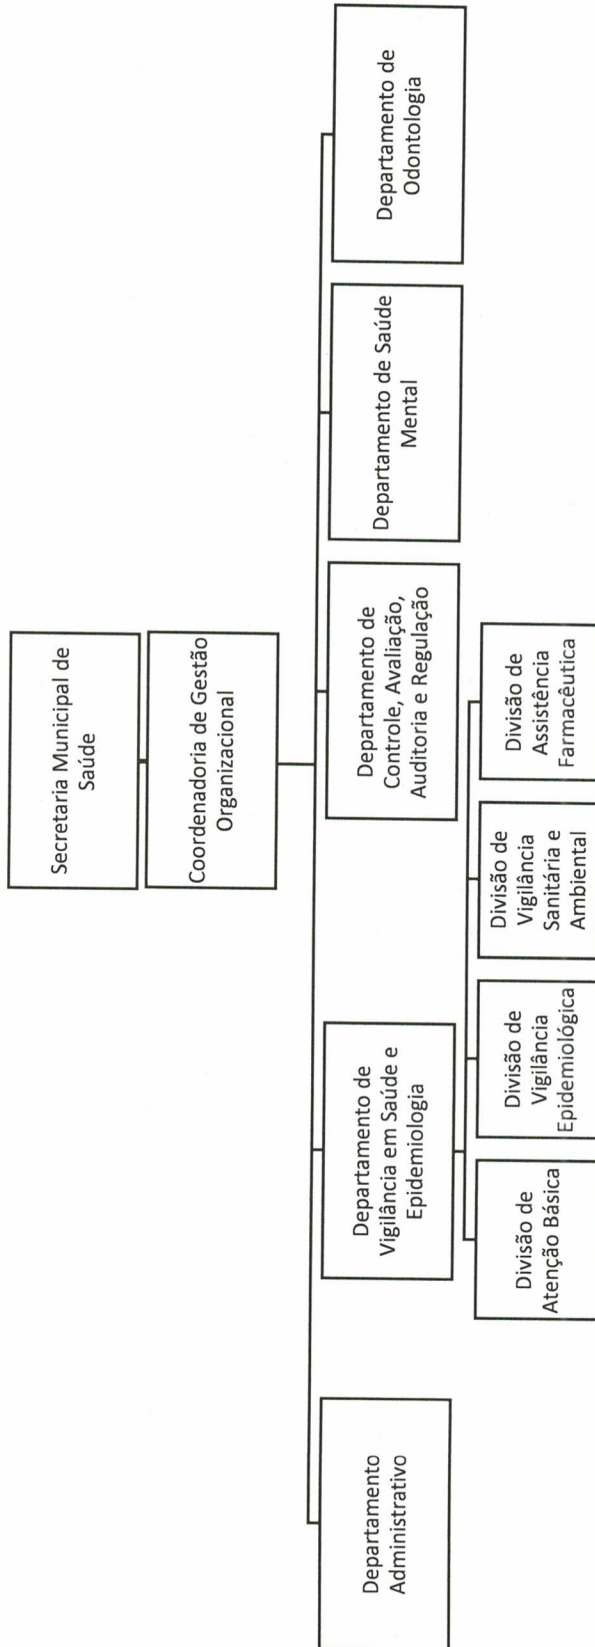 Secretaria Municipal de
Saúde
Coordenadoria de Gestão
Organizacional
Departamento
Administrativo
Departamento de
Vigilância em Saúde e
Epidemiologia
Departamento de
Controle, Avaliação,
Auditoria e Regulação
Departamento de Saúde
Mental
Departamento de
Odontologia
Divisão de
Atenção Básica
Divisão de
Vigilância
Epidemiológica
Divisão de
Vigilância
Sanitária e
Ambiental
Divisão de
Assistência
Farmacêutica